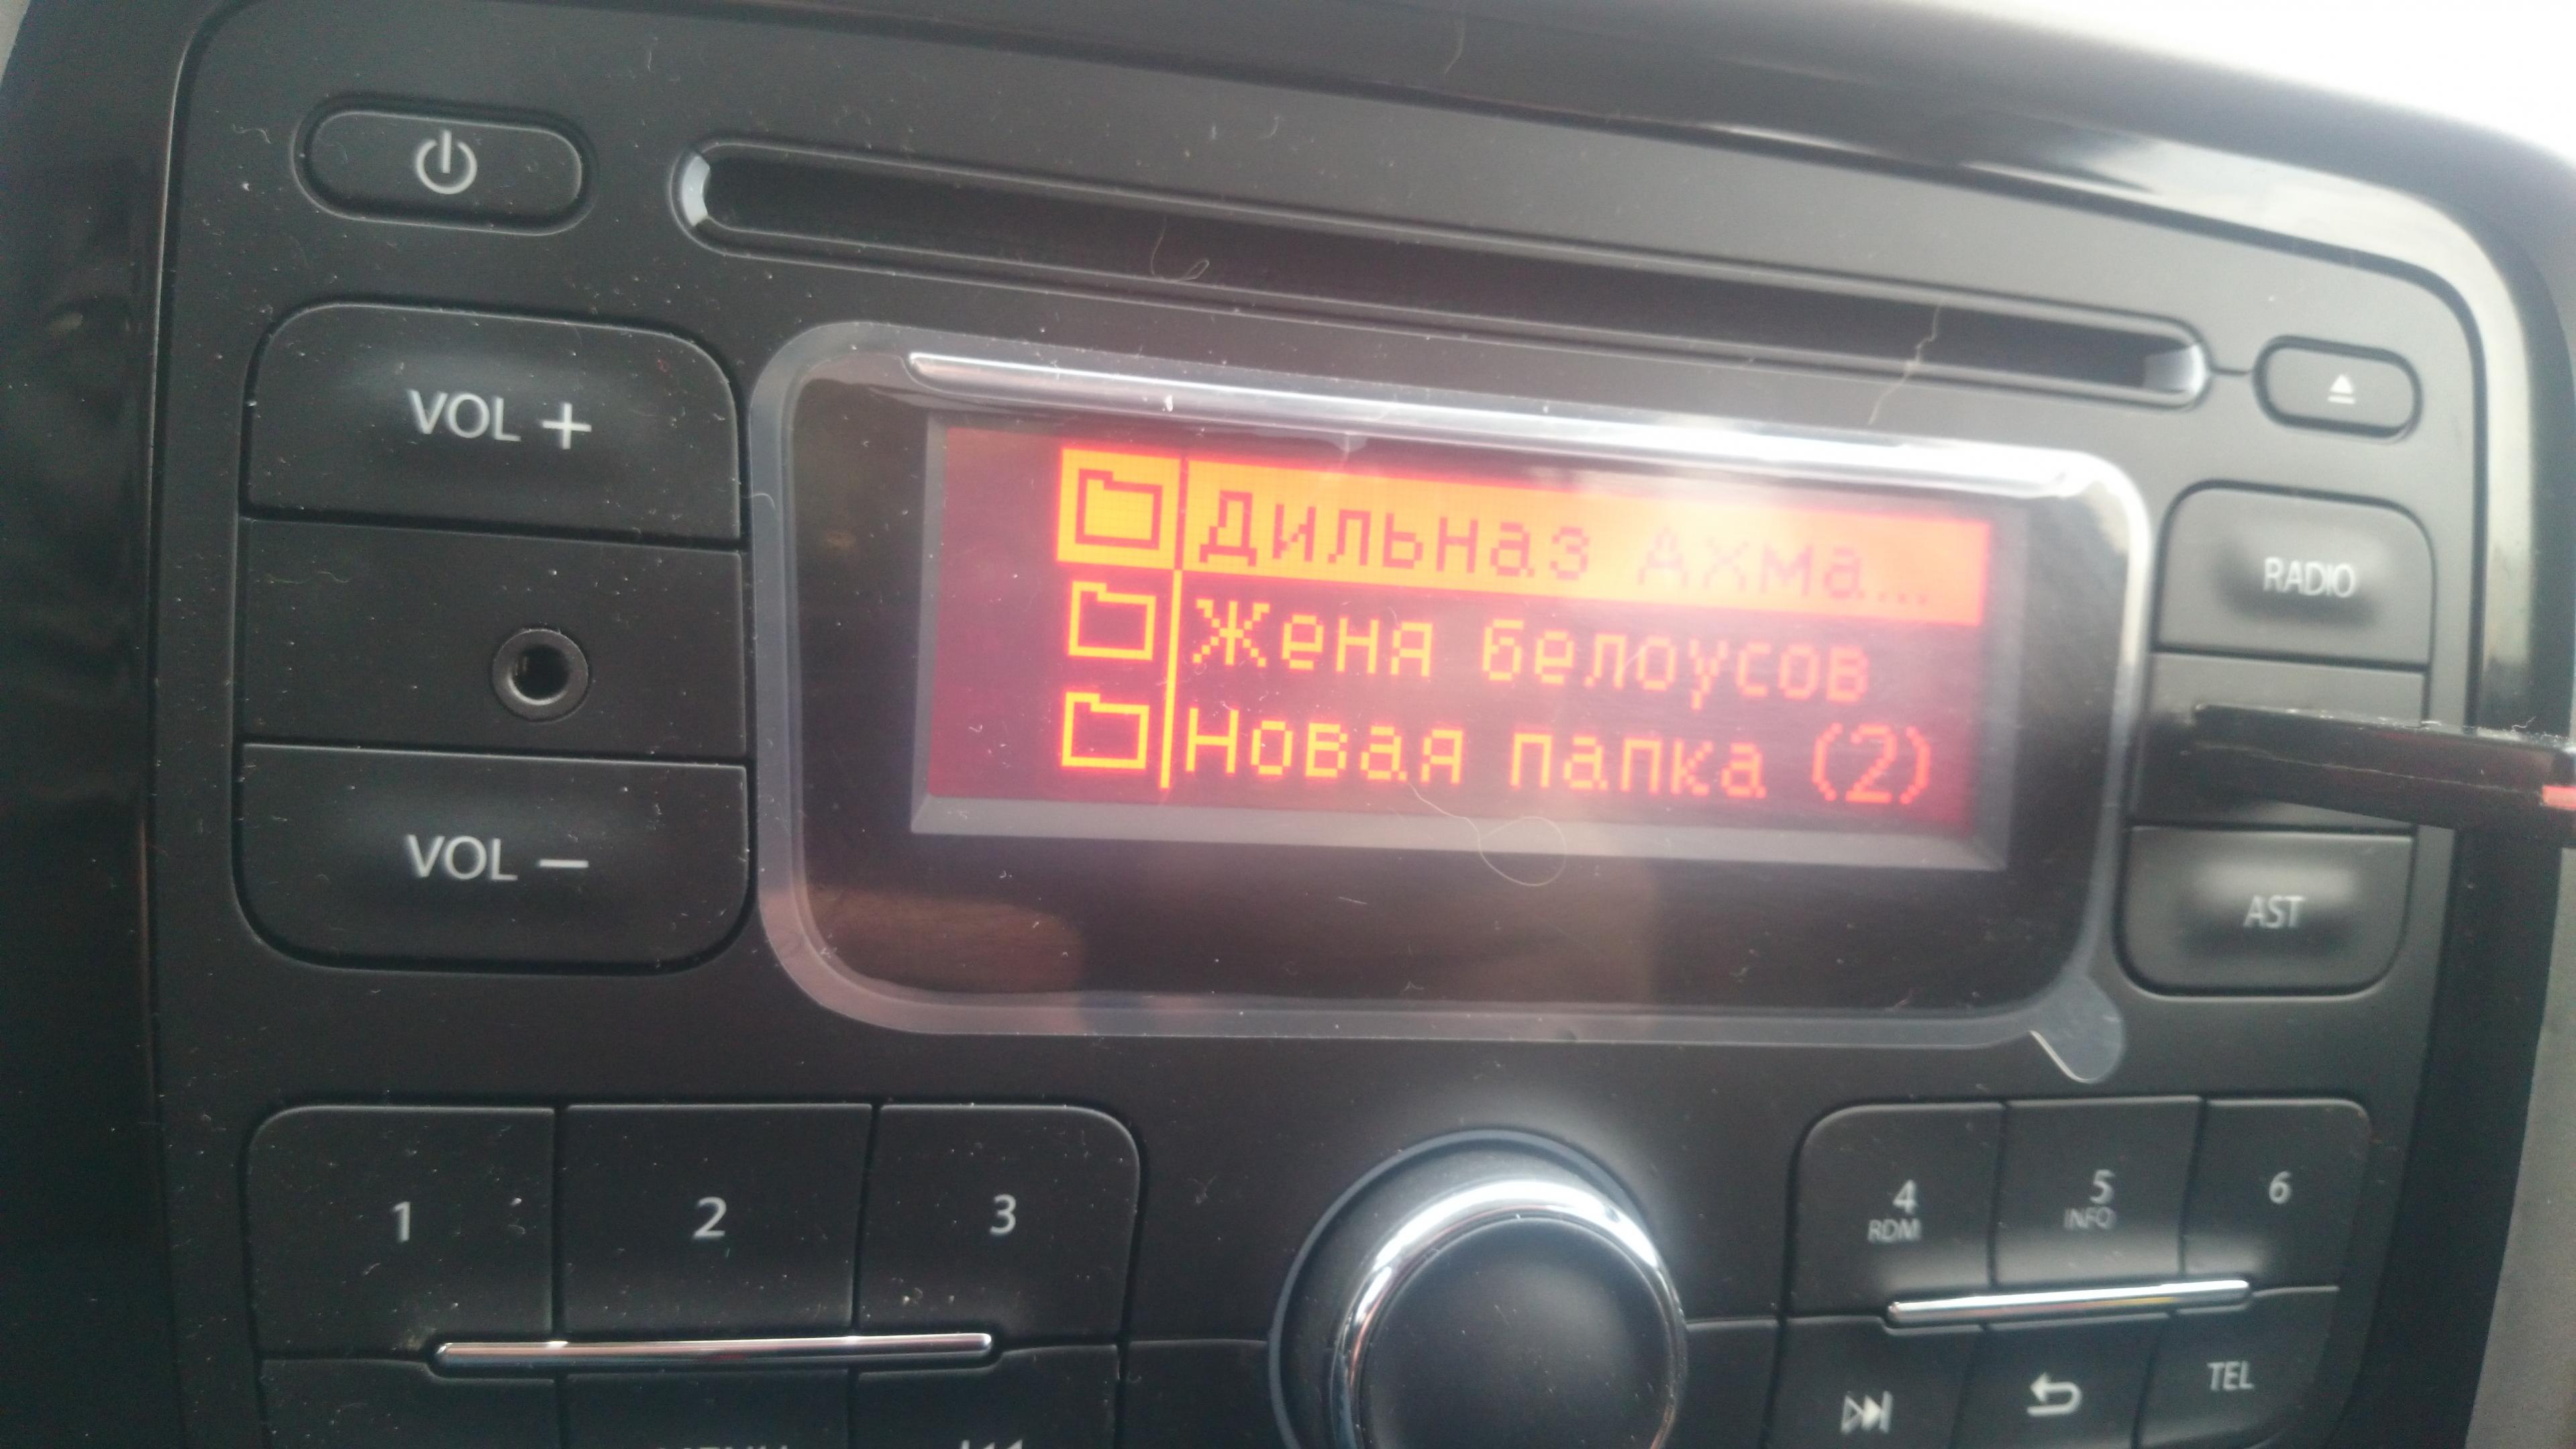 VOL +
Дильназ Ахма...
Женя белоусов
Новая папка (2)
RADIO
VOL –
AST
1
2
3
4
RDM
5
INFO
6
TEL